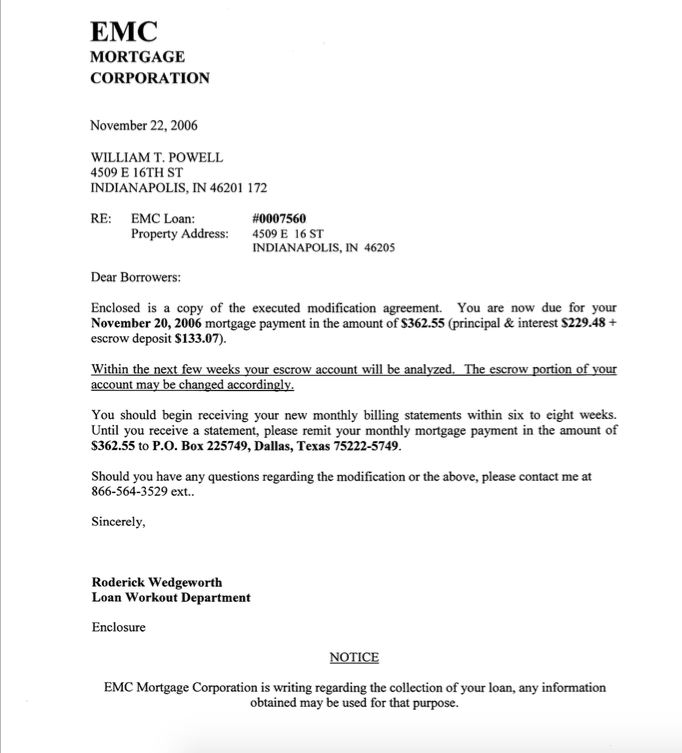 EMC
MORTGAGE
CORPORATION
November 22, 2006
WILLIAM T. POWELL
4509 E 16TH ST
INDIANAPOLIS, IN 46201 172
RE: EMC Loan: #0007560
Property Address: 4509 E 16 ST
INDIANAPOLIS, IN 46205
Dear Borrowers:
Enclosed is a copy of the executed modification agreement. You are now due for your
November 20, 2006 mortgage payment in the amount of $362.55 (principal & interest $229.48 +
escrow deposit $133.07).
Within the next few weeks your escrow account will be analyzed. The escrow portion of your
account may be changed accordingly.
You should begin receiving your new monthly billing statements within six to eight weeks.
Until you receive a statement, please remit your monthly mortgage payment in the amount of
$362.55 to P.O. Box 225749, Dallas, Texas 75222-5749.
Should you have any questions regarding the modification or the above, please contact me at
866-564-3529 ext..
Sincerely,
Roderick Wedgeworth
Loan Workout Department
Enclosure
NOTICE
EMC Mortgage Corporation is writing regarding the collection of your loan, any information
obtained may be used for that purpose.